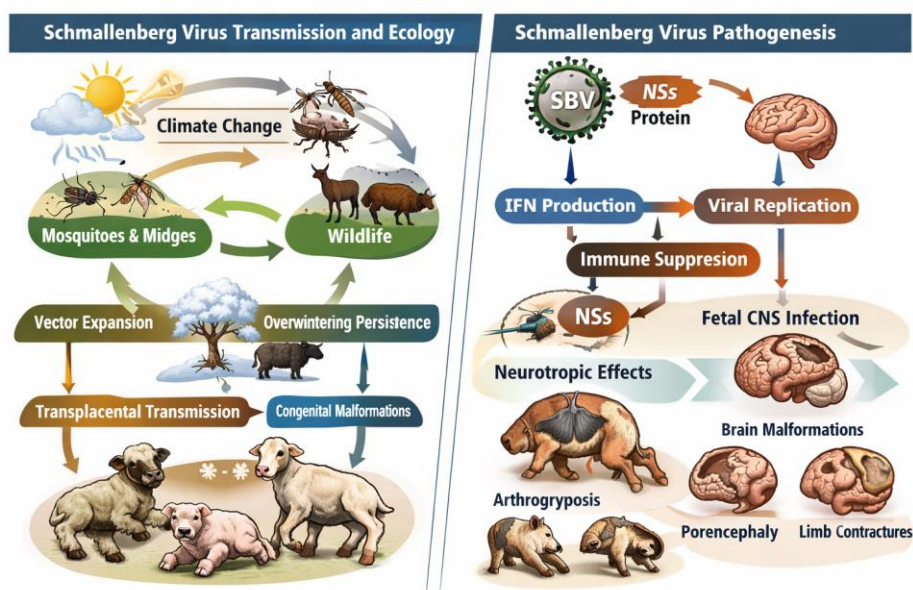 Schmallenberg Virus Transmission and Ecology
Climate Change
Mosquitoes & Midges
Wildlife
Vector Expansion
Overwintering Persistence
Transplacental Transmission
Congenital Malformations
Schmallenberg Virus Pathogenesis
SBV
NSs
Protein
IFN Production
Viral Replication
Immune Suppresion
NSs
Fetal CNS Infection
Neurotropic Effects
Brain Malformations
Arthrogryposis
Porencephaly
Limb Contractures